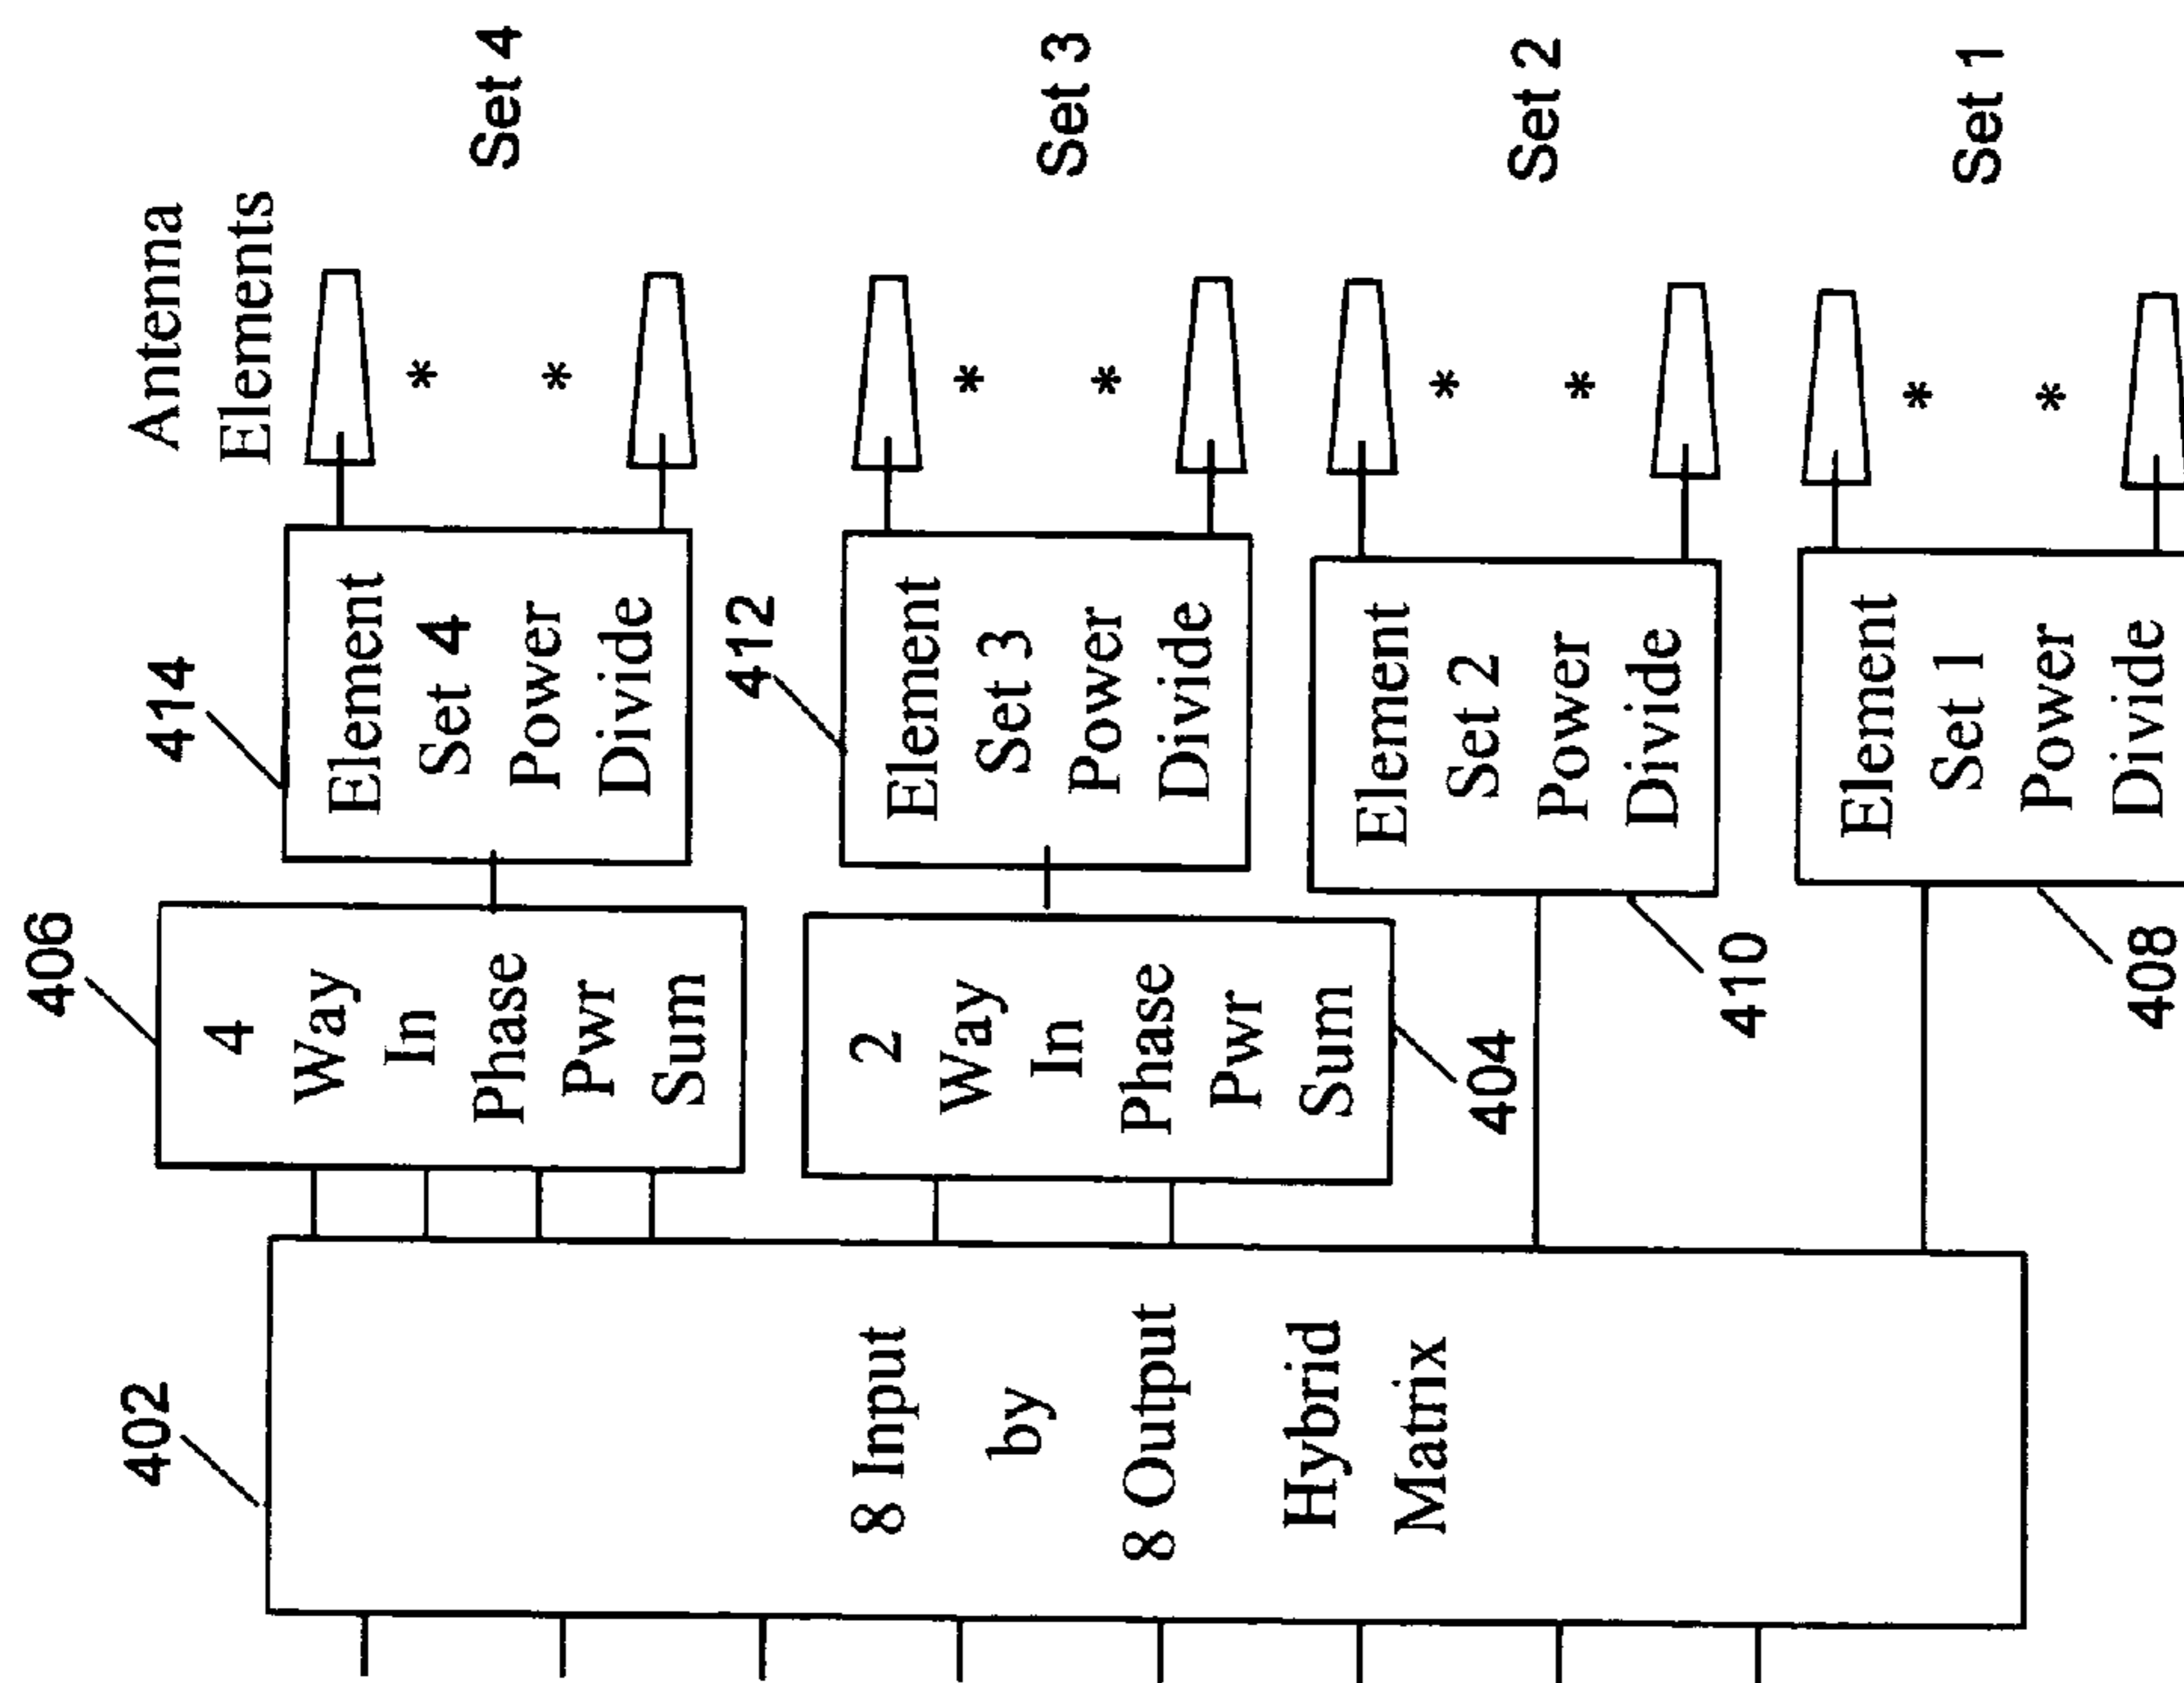 Antenna
Elements
Set 4
Set 3
Set 2
Set 1
414
Element
Set 4
Power
Divide
412
Element
Set 3
Power
Divide
Element
Set 2
Power
Divide
410
Element
Set 1
Power
Divide
408
406
4
Way
In
Phase
Pwr
Sum
2
Way
In
Phase
Pwr
Sum
404
402
8 Input
by
8 Output
Hybrid
Matrix